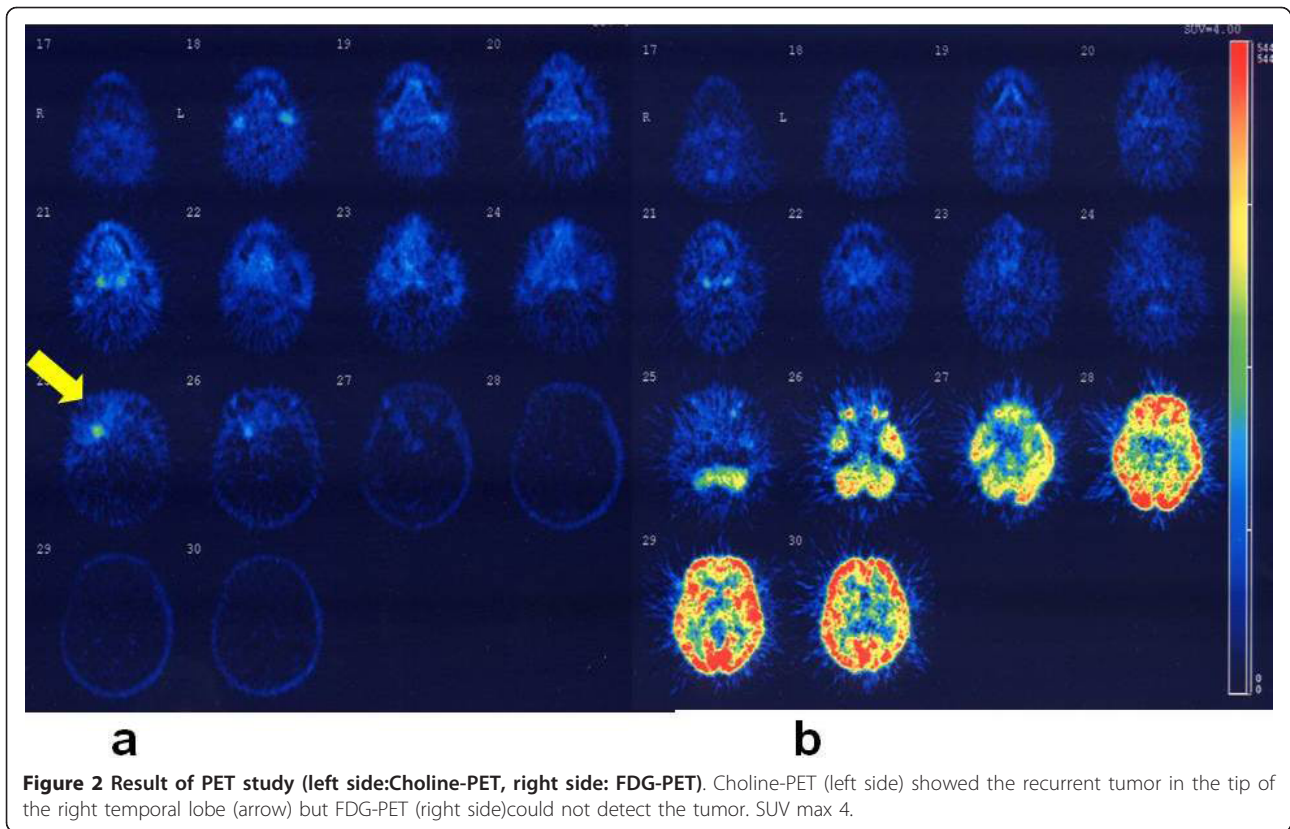 SUV=4.00
17 18 19 20 17 18 19 20
544
544
R L R L
21 22 23 24 21 22 23 24
26 27 28 25 26 27 28
29 30 29 30
0
0
a b
Figure 2 Result of PET study (left side:Choline-PET, right side: FDG-PET). Choline-PET (left side) showed the recurrent tumor in the tip of
the right temporal lobe (arrow) but FDG-PET (right side)could not detect the tumor. SUV max 4.